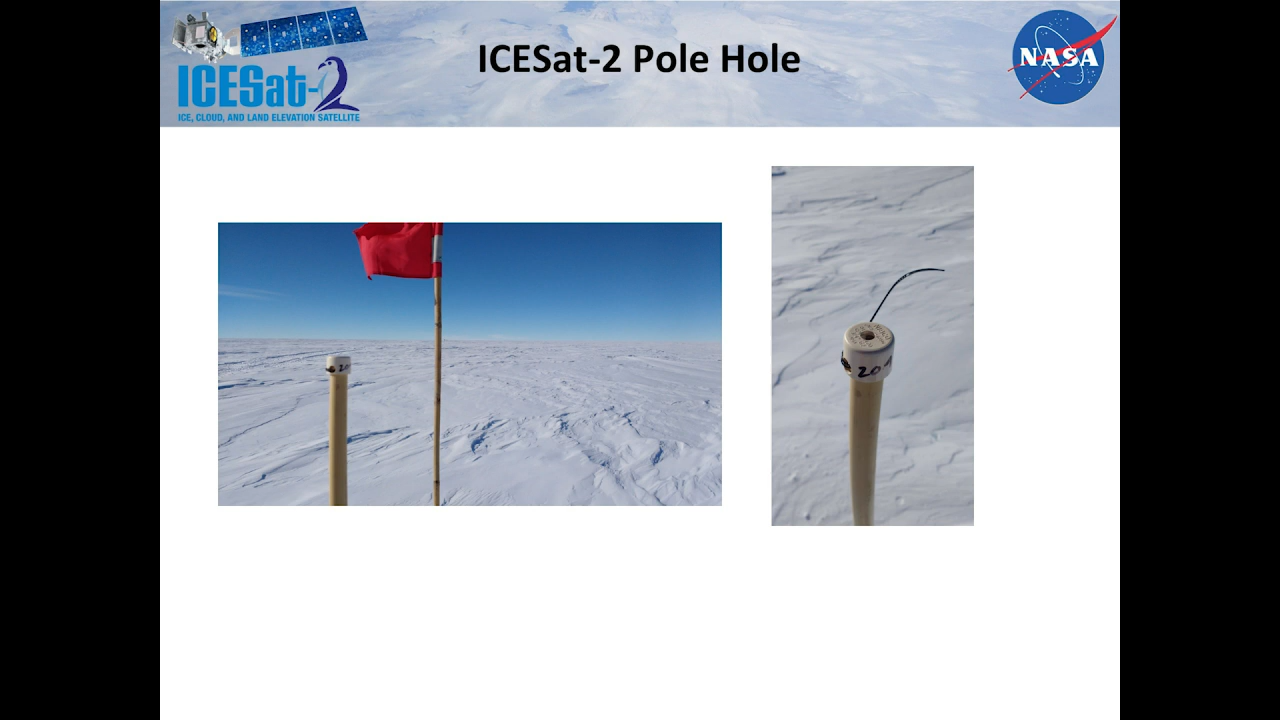 ICESat-2
ICE, CLOUD, AND LAND ELEVATION SATELLITE
ICESat-2 Pole Hole
NASA
20